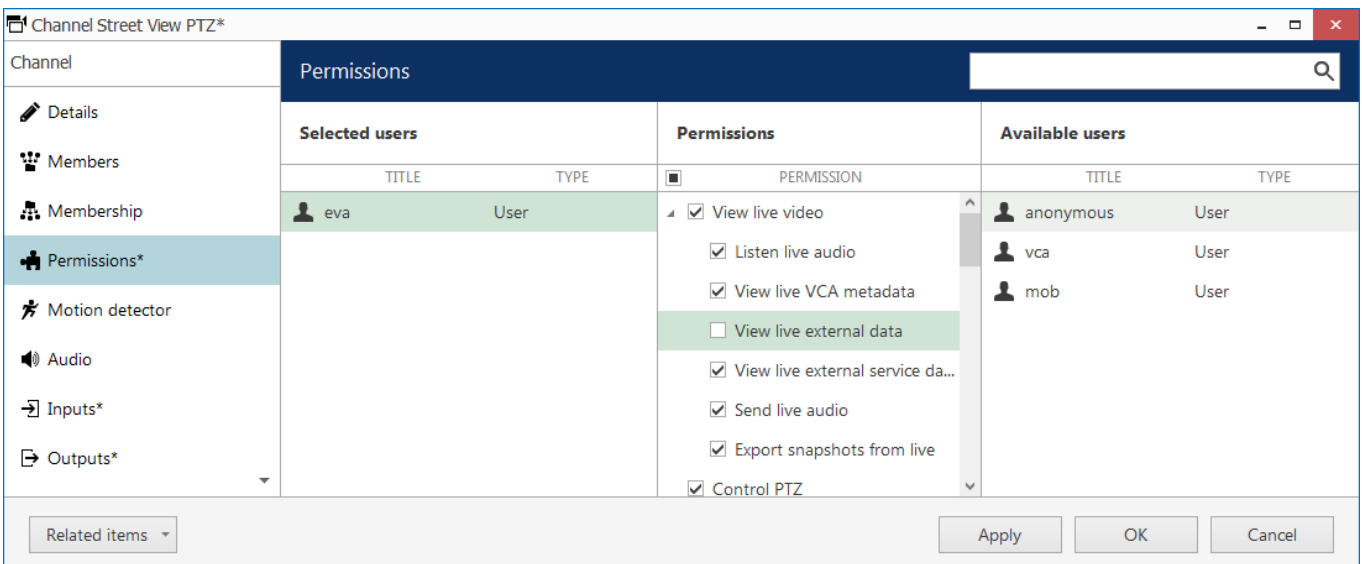 Channel Street View PTZ*
Channel
Permissions
Details
Members
Membership
Permissions*
Motion detector
Audio
Inputs*
Outputs*
Selected users
TITLE TYPE
eva User
Permissions
PERMISSION
View live video
Listen live audio
View live VCA metadata
View live external data
View live external service da...
Send live audio
Export snapshots from live
Control PTZ
Available users
TITLE TYPE
anonymous User
vca User
mob User
Related items
Apply OK Cancel